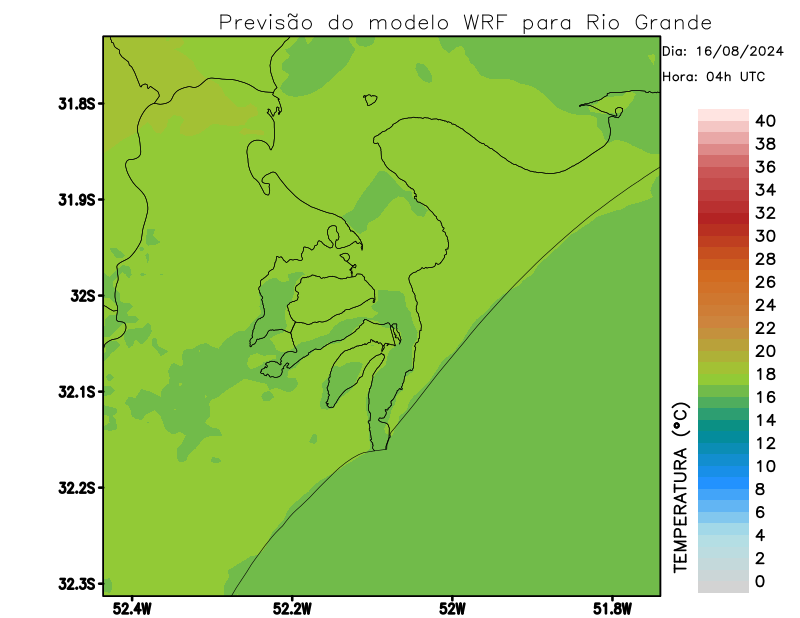 Previsão do modelo WRF para Rio Grande
Dia: 16/08/2024
Hora: 04h UTC
31.8S
31.9S
32S
32.1S
32.2S
32.3S
52.4W
52.2W
52W
51.8W
TEMPERATURA (°C)
40
38
36
34
32
30
28
26
24
22
20
18
16
14
12
10
8
6
4
2
0